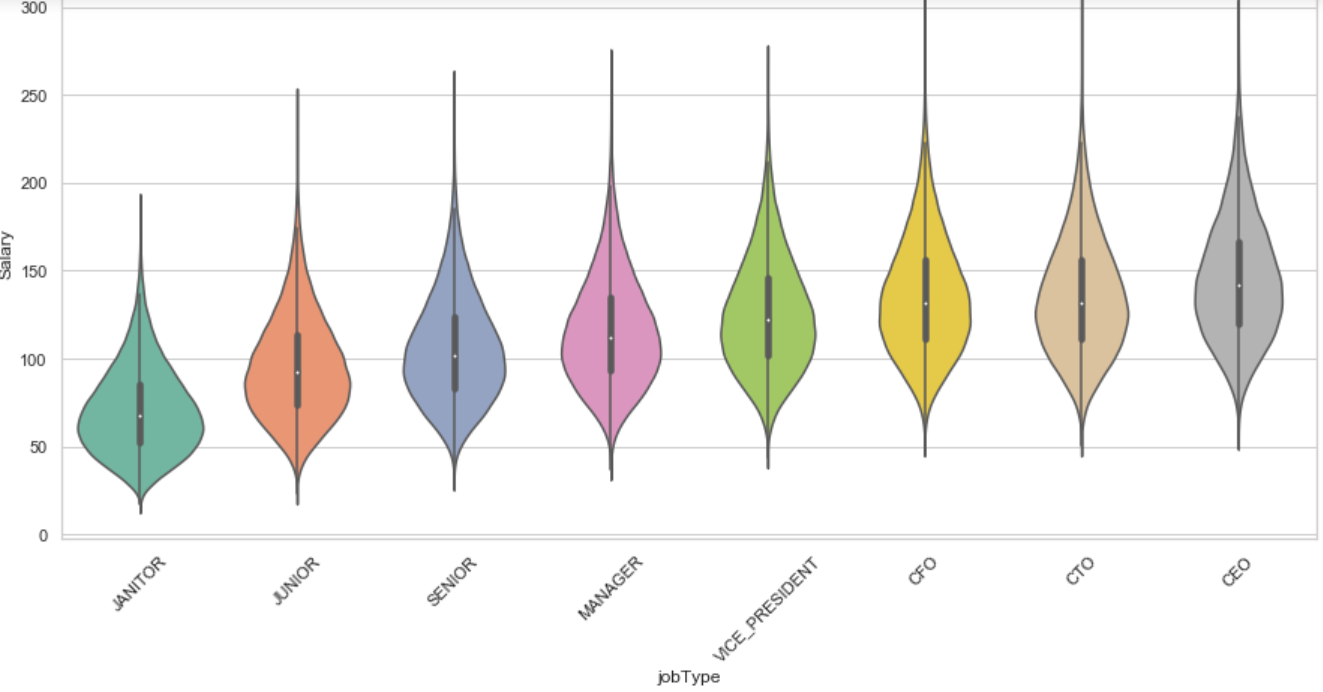 300
250
200
150
100
50
0
Salary
JANITOR
JUNIOR
SENIOR
MANAGER
VICE_PRESIDENT
CFO
CTO
CEO
jobType